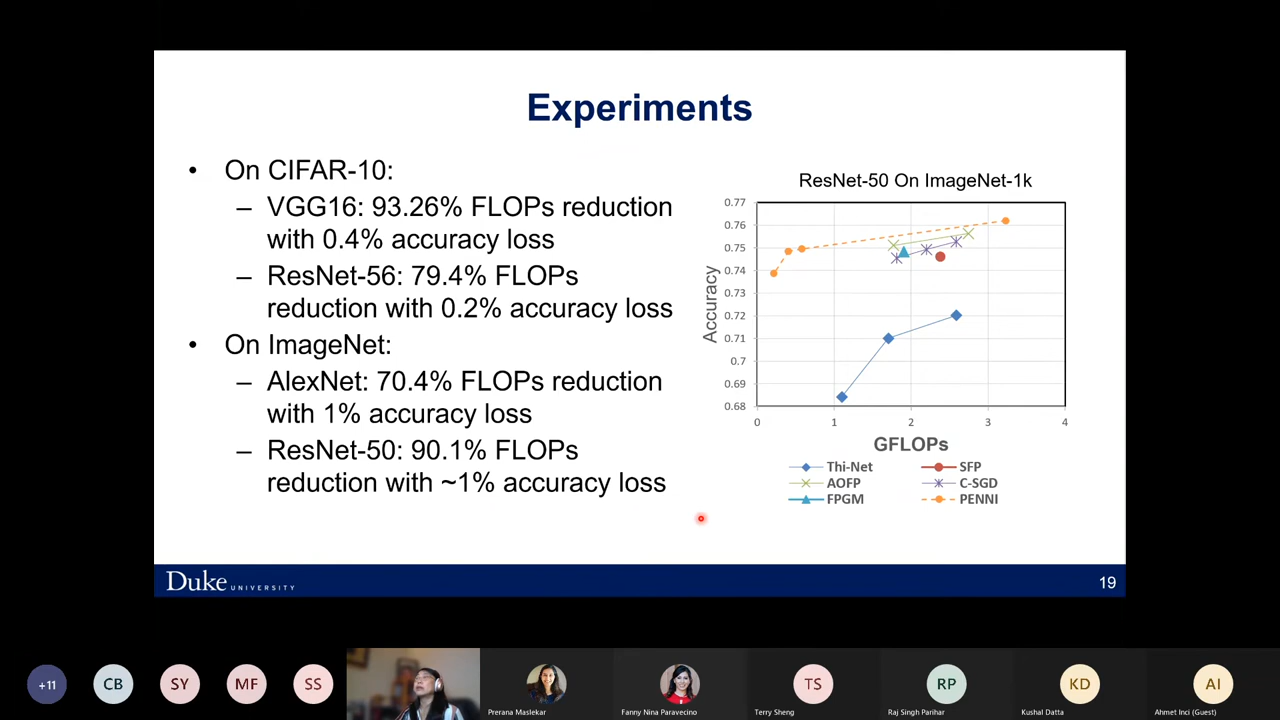 Experiments
• On CIFAR-10:
– VGG16: 93.26% FLOPs reduction
with 0.4% accuracy loss
– ResNet-56: 79.4% FLOPs
reduction with 0.2% accuracy loss
• On ImageNet:
– AlexNet: 70.4% FLOPs reduction
with 1% accuracy loss
– ResNet-50: 90.1% FLOPs
reduction with ~1% accuracy loss
ResNet-50 On ImageNet-1k
0.77
0.76
0.75
0.74
0.73
0.72
0.71
0.7
0.69
0.68
Accuracy
0 1 2 3 4
GFLOPs
Thi-Net SFP
AOFP C-SGD
FPGM PENNI
Duke UNIVERSITY
19
+11 CB SY MF SS TS RP KD AI
Prerana Maslekar Fanny Nina Paravecino Terry Sheng Raj Singh Parihar Kushal Datta Ahmet Inci (Guest)